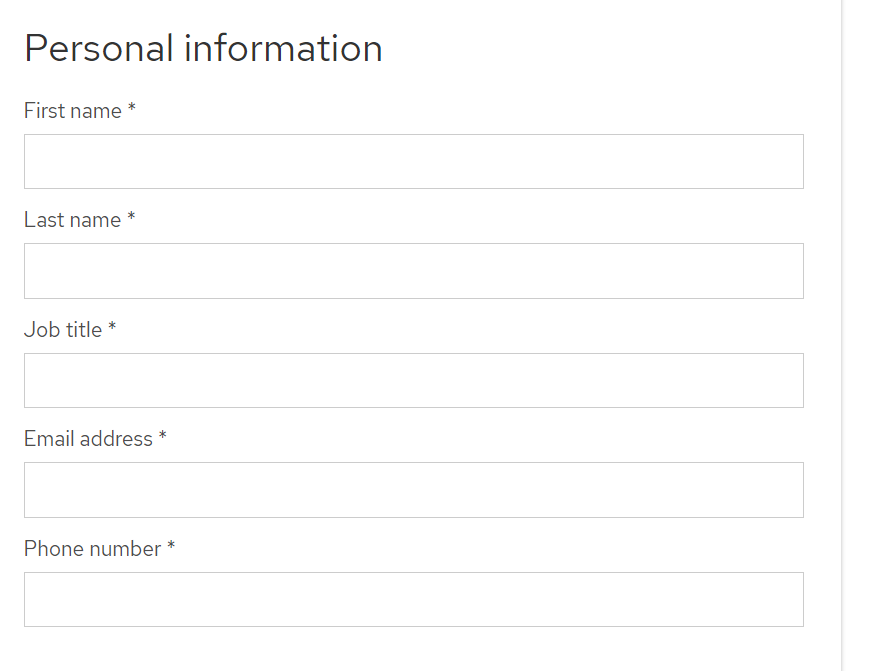 Personal information
First name *
Last name *
Job title *
Email address *
Phone number *